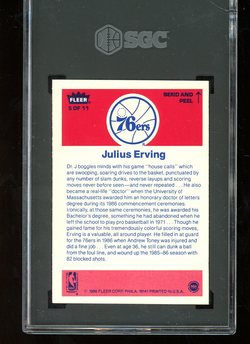 SGC
FLEER
5 OF 11
BEND AND
PEEL
76ers
Julius Erving
Dr. J boggles minds with his game "house calls" which
are swooping, soaring drives to the basket, punctuated by
any number of slam dunks, reverse layups and scoring
moves never before seen—and never repeated . . . He also
became a real-life "doctor" when the University of
Massachusetts awarded him an honorary doctor of letters
degree during its 1986 commencement ceremonies.
Ironically, at those same ceremonies, he was awarded his
Bachelor's degree, something he had abandoned when he
left the school to play pro basketball in 1971 . . . Though he
gained fame for his tremendously colorful scoring moves,
Erving is a valuable, all around player. He filled in at guard
for the 76ers in 1986 when Andrew Toney was injured and
did a fine job . . . Even at age 36, he still can dunk a ball
from the foul line, and wound up the 1985-86 season with
82 blocked shots.
NBA
© 1986 FLEER CORP. PHILA. 19141 PRINTED IN U.S.A.